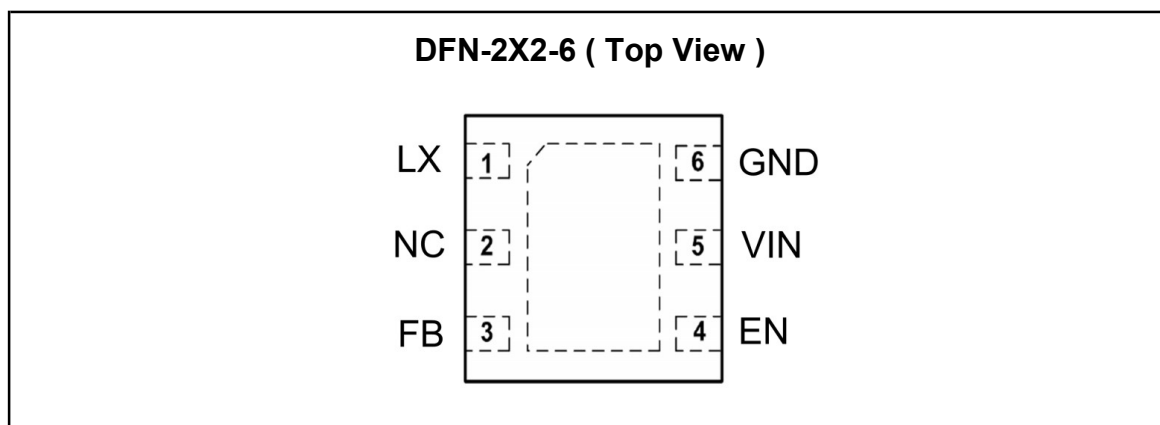 DFN-2X2-6 ( Top View )
LX 1 6 GND
NC 2 5 VIN
FB 3 4 EN